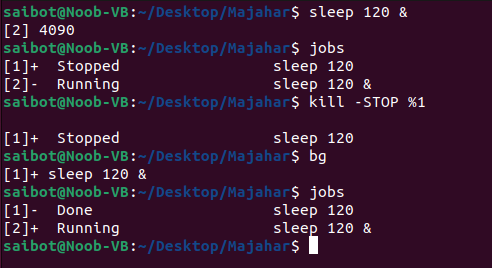 saibot@Noob-VB:~/Desktop/Majahar$ sleep 120 &
[2] 4090
saibot@Noob-VB:~/Desktop/Majahar$ jobs
[1]+  Stopped                 sleep 120
[2]-  Running                 sleep 120 &
saibot@Noob-VB:~/Desktop/Majahar$ kill -STOP %1

[1]+  Stopped                 sleep 120
saibot@Noob-VB:~/Desktop/Majahar$ bg
[1]+ sleep 120 &
saibot@Noob-VB:~/Desktop/Majahar$ jobs
[1]-  Done                    sleep 120
[2]+  Running                 sleep 120 &
saibot@Noob-VB:~/Desktop/Majahar$